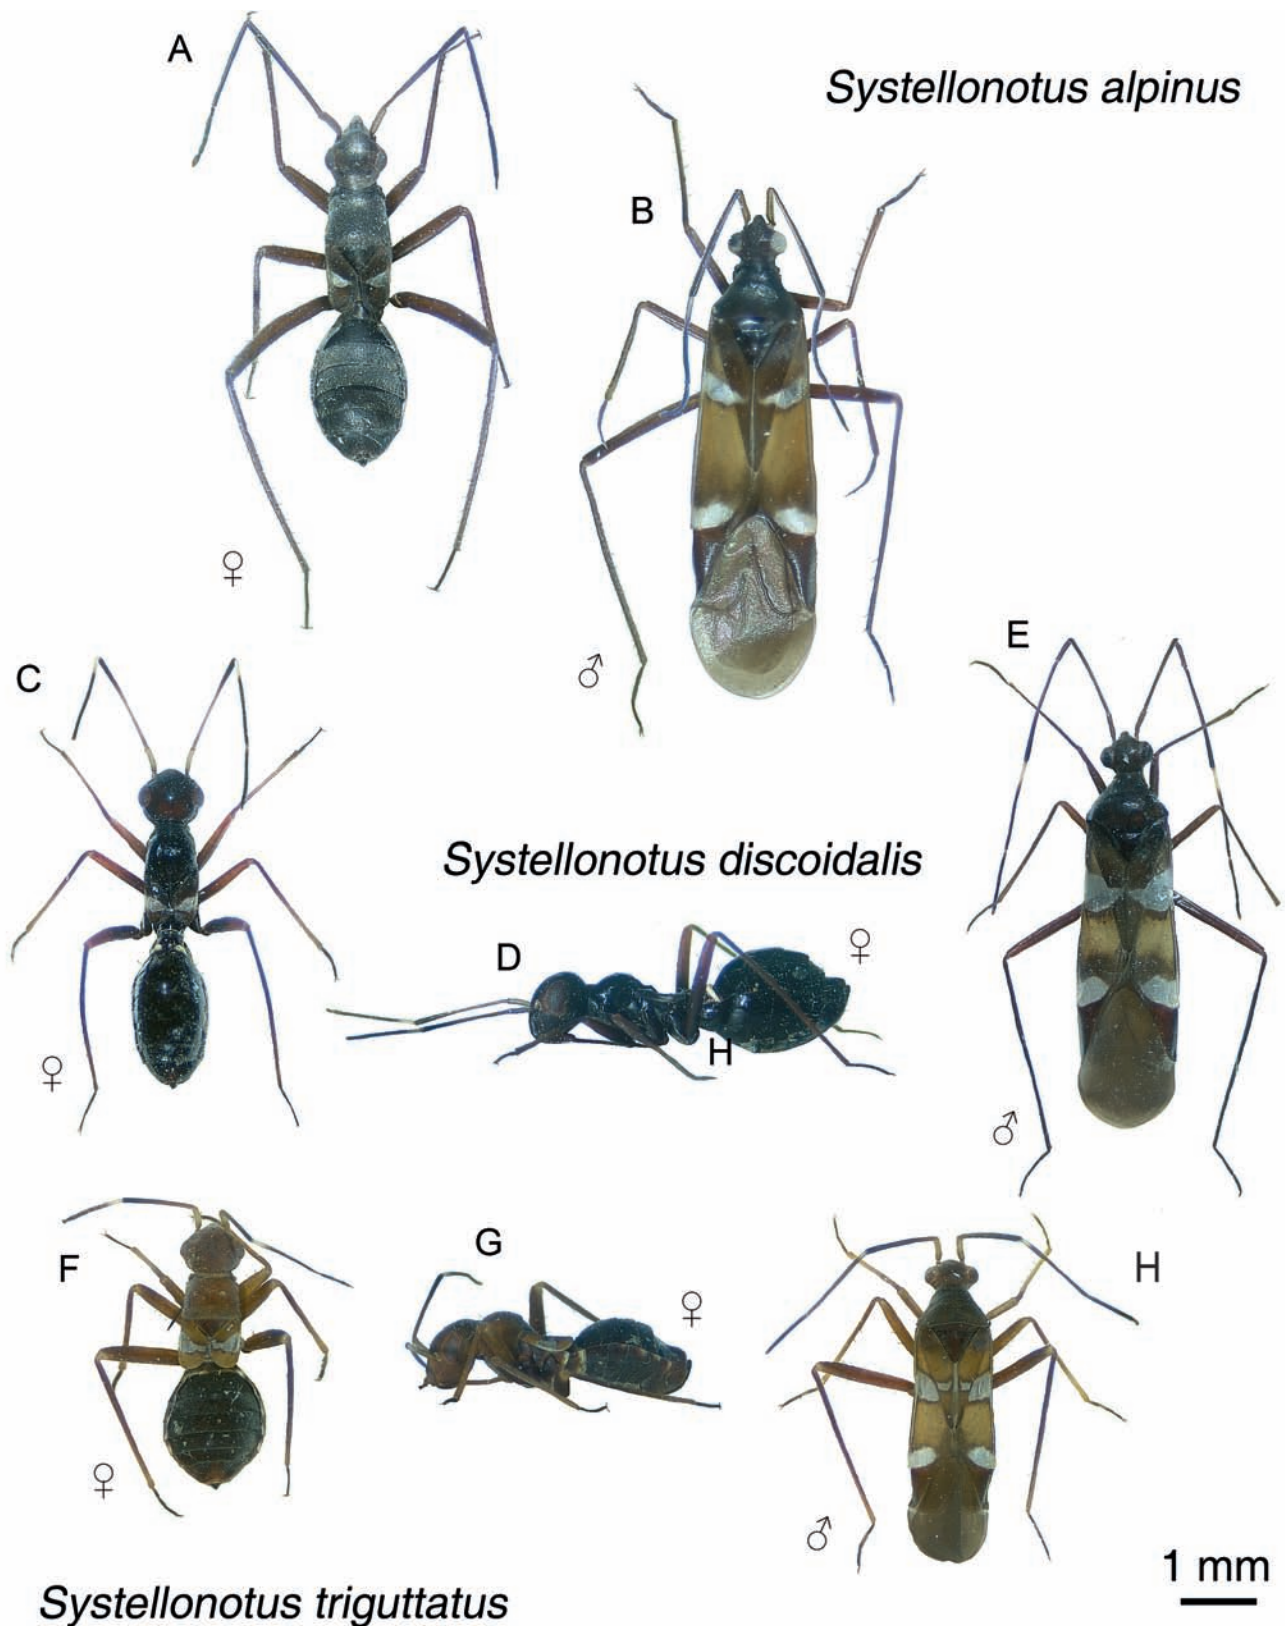 A
Systellonotus alpinus
B
♀
♂
E
C
Systellonotus discoidalis
D
♀
H
♀
♂
G
F
H
♀
♀
♂
1 mm
Systellonotus triguttatus